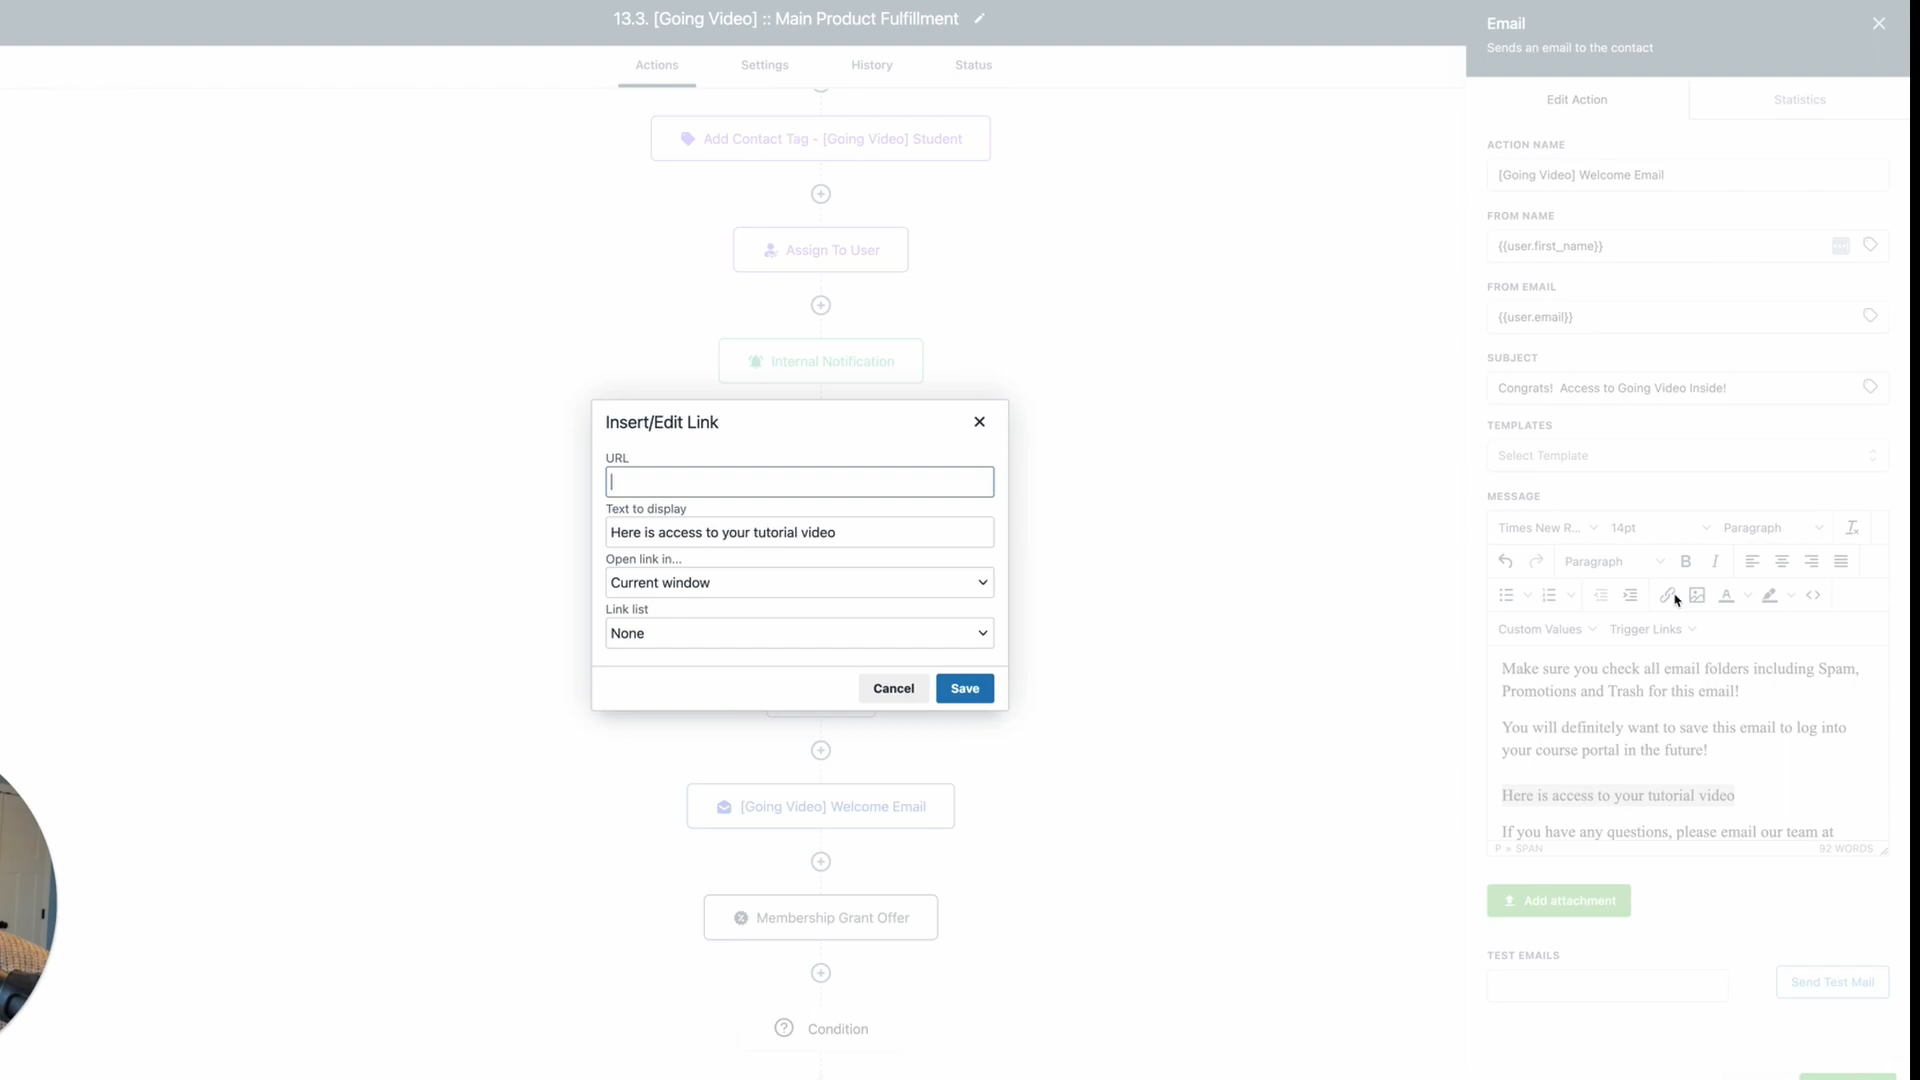 13.3. [Going Video] :: Main Product Fulfillment
Actions
Settings
History
Status
Add Contact Tag - [Going Video] Student
Assign To User
Internal Notification
Insert/Edit Link
URL
Text to display
Here is access to your tutorial video
Open link in...
Current window
Link list
None
Cancel
Save
[Going Video] Welcome Email
Membership Grant Offer
Condition
Email
Sends an email to the contact
Edit Action
Statistics
ACTION NAME
[Going Video] Welcome Email
FROM NAME
{{user.first_name}}
FROM EMAIL
{{user.email}}
SUBJECT
Congrats! Access to Going Video Inside!
TEMPLATES
Select Template
MESSAGE
Times New R...
14pt
Paragraph
Paragraph
B
I
A
Custom Values
Trigger Links
Make sure you check all email folders including Spam,
Promotions and Trash for this email!
You will definitely want to save this email to log into
your course portal in the future!
Here is access to your tutorial video
If you have any questions, please email our team at
P » SPAN
92 WORDS
Add attachment
TEST EMAILS
Send Test Mail